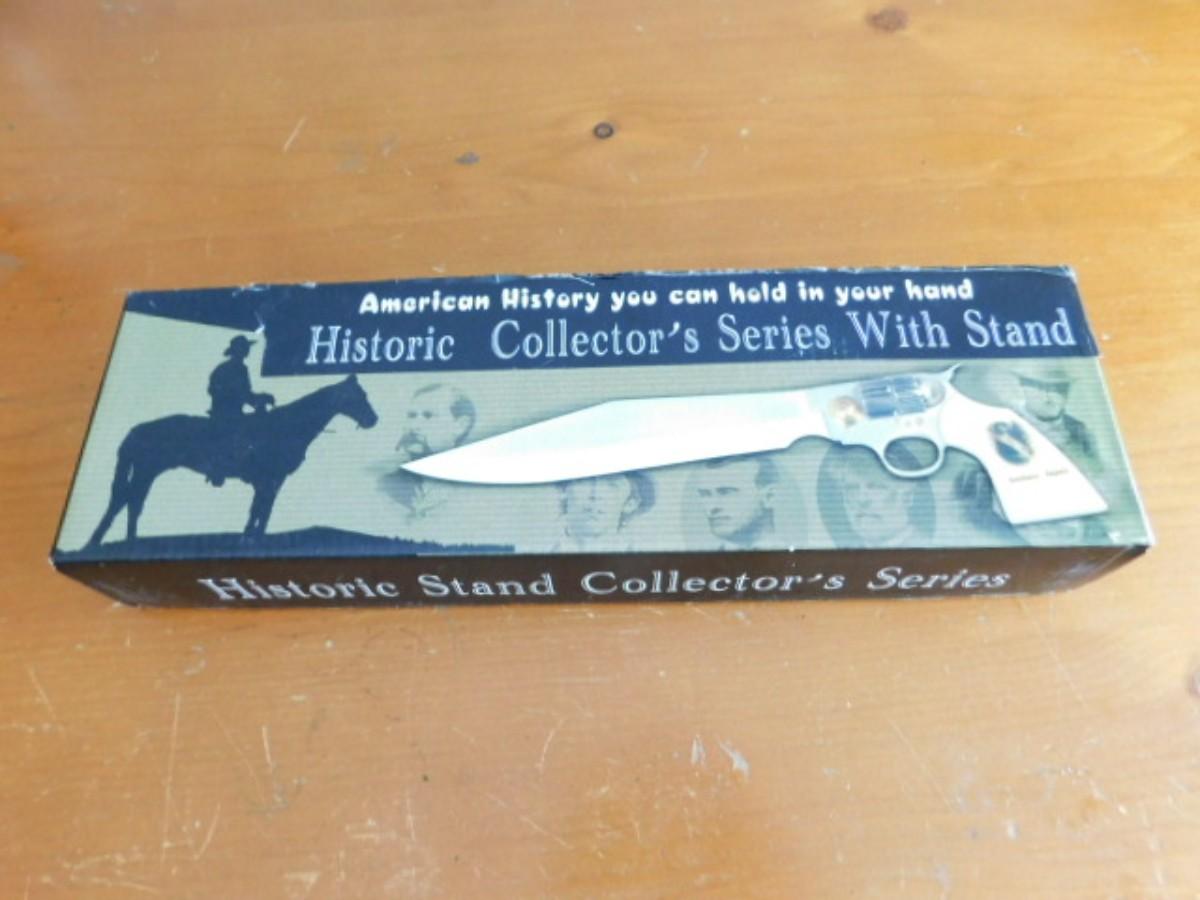 American History you can hold in your hand
Historic Collector's Series With Stand
Historic Stand Collector's Series